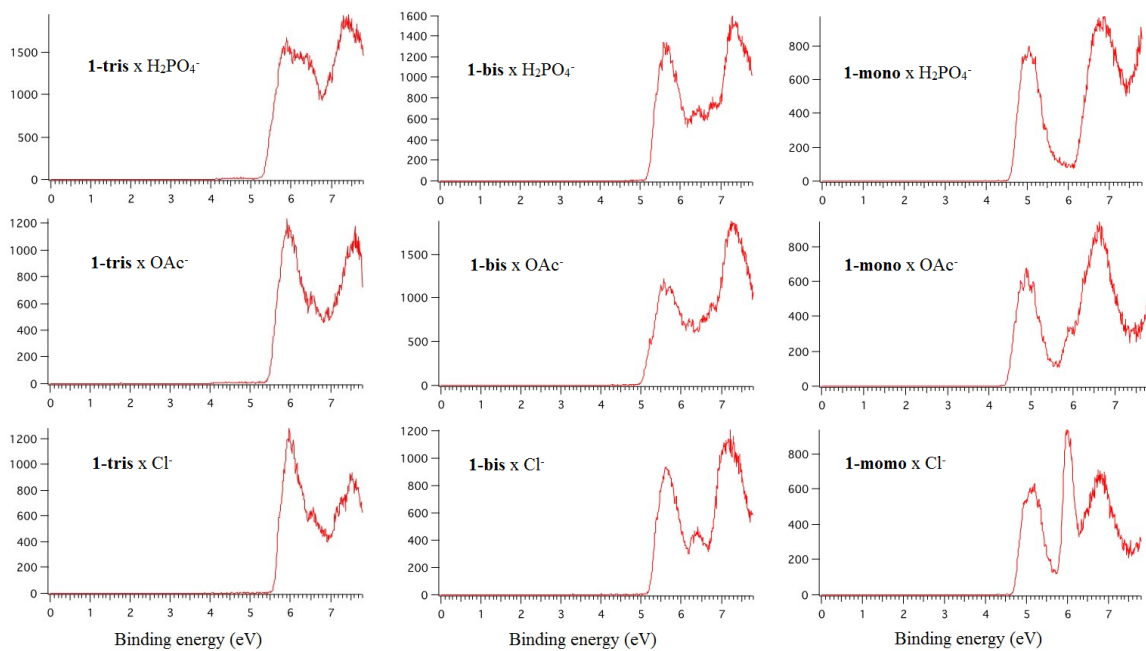 1500
1000
500
0
1-tris x H₂PO₄⁻
0 1 2 3 4 5 6 7
1600
1400
1200
1000
800
600
400
200
0
1-bis x H₂PO₄⁻
0 1 2 3 4 5 6 7
800
600
400
200
0
1-mono x H₂PO₄⁻
0 1 2 3 4 5 6 7
1200
1000
800
600
400
200
0
1-tris x OAc⁻
0 1 2 3 4 5 6 7
1500
1000
500
0
1-bis x OAc⁻
0 1 2 3 4 5 6 7
800
600
400
200
0
1-mono x OAc⁻
0 1 2 3 4 5 6 7
1200
1000
800
600
400
200
0
1-tris x Cl⁻
0 1 2 3 4 5 6 7
Binding energy (eV)
1200
1000
800
600
400
200
0
1-bis x Cl⁻
0 1 2 3 4 5 6 7
Binding energy (eV)
800
600
400
200
0
1-momo x Cl⁻
0 1 2 3 4 5 6 7
Binding energy (eV)